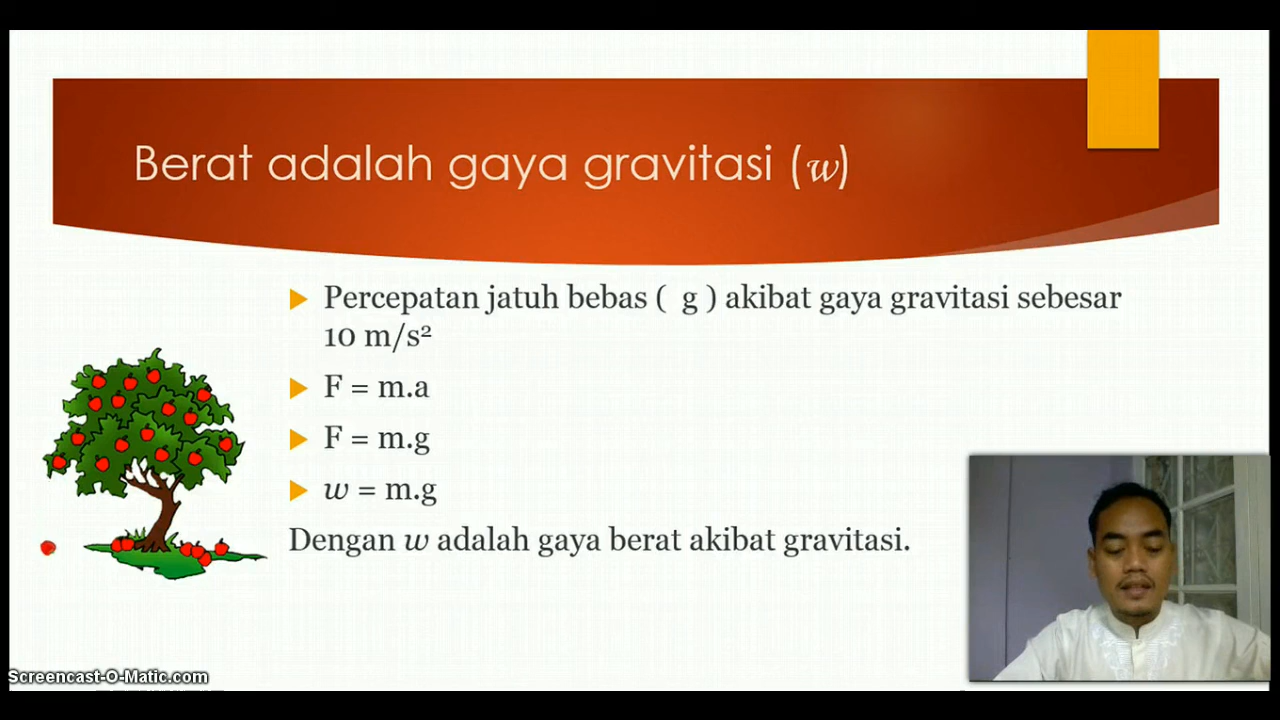 Berat adalah gaya gravitasi (w)
Percepatan jatuh bebas ( g ) akibat gaya gravitasi sebesar
10 m/s²
F = m.a
F = m.g
w = m.g
Dengan w adalah gaya berat akibat gravitasi.
Screencast-O-Matic.com